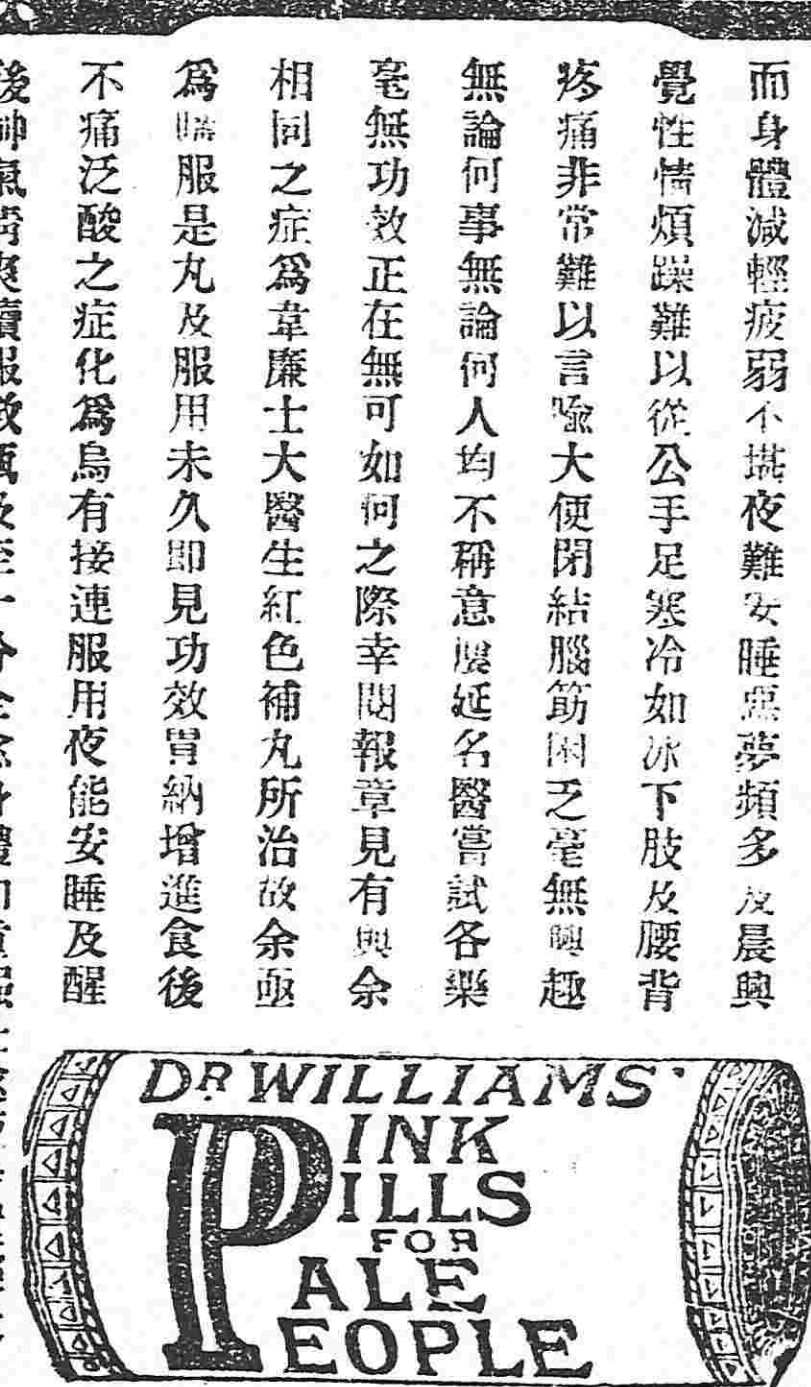 而身體減輕疲弱不堪夜難安睡惡夢頻多及晨興
覺性情煩躁難以從公手足寒冷如冰下肢及腰背
疼痛非常難以言喻大便閉結腦筋困乏毫無興趣
無論何事無論何人均不稱意屢延名醫嘗試各藥
毫無功效正在無可如何之際幸閱報章見有與余
相同之症爲韋廉士大醫生紅色補丸所治故余亟
爲購服是丸及服用未久即見功效胃納增進食後
不痛泛酸之症化爲烏有接連服用夜能安睡及醒
DR WILLIAMS'
PINK
PILLS
FOR
PALE
PEOPLE